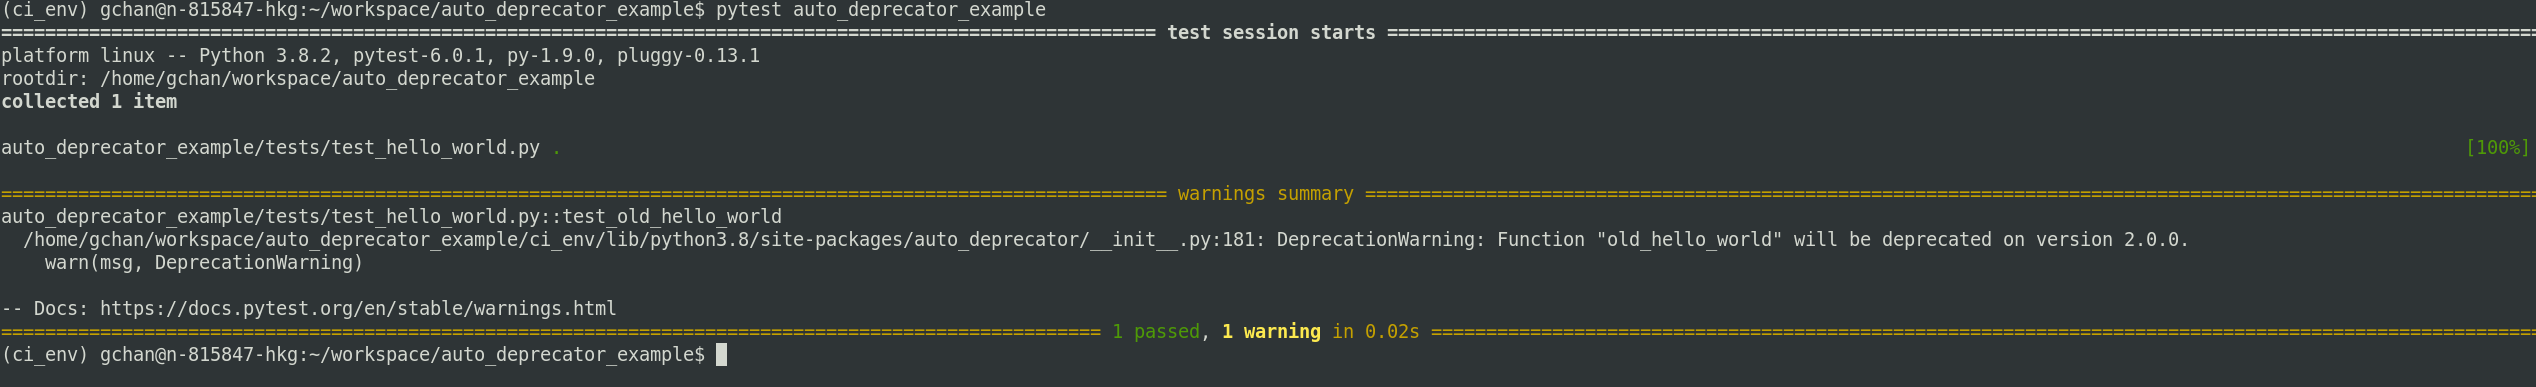 (ci_env) gchan@n-815847-hkg:~/workspace/auto_deprecator_example$ pytest auto_deprecator_example
========================================================================================================= test session starts =========================================================================================================
platform linux -- Python 3.8.2, pytest-6.0.1, py-1.9.0, pluggy-0.13.1
rootdir: /home/gchan/workspace/auto_deprecator_example
collected 1 item
auto_deprecator_example/tests/test_hello_world.py . [100%]
========================================================================================================== warnings summary ===========================================================================================================
auto_deprecator_example/tests/test_hello_world.py::test_old_hello_world
/home/gchan/workspace/auto_deprecator_example/ci_env/lib/python3.8/site-packages/auto_deprecator/__init__.py:181: DeprecationWarning: Function "old_hello_world" will be deprecated on version 2.0.0.
warn(msg, DeprecationWarning)
-- Docs: https://docs.pytest.org/en/stable/warnings.html
==================================================================================================== 1 passed, 1 warning in 0.02s =====================================================================================================
(ci_env) gchan@n-815847-hkg:~/workspace/auto_deprecator_example$